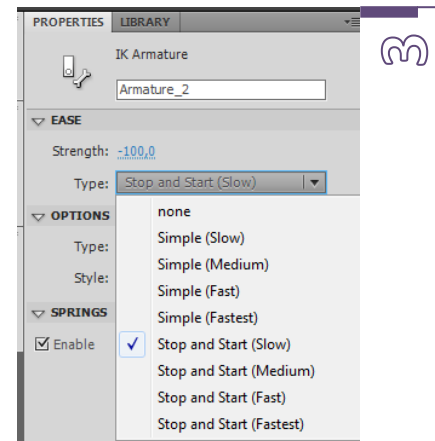 PROPERTIES LIBRARY
IK Armature
Armature_2
EASE
Strength: -100,0
Type: Stop and Start (Slow)
none
OPTIONS
Simple (Slow)
Type:
Simple (Medium)
Style:
Simple (Fast)
SPRINGS
Simple (Fastest)
Enable
Stop and Start (Slow)
Stop and Start (Medium)
Stop and Start (Fast)
Stop and Start (Fastest)
3